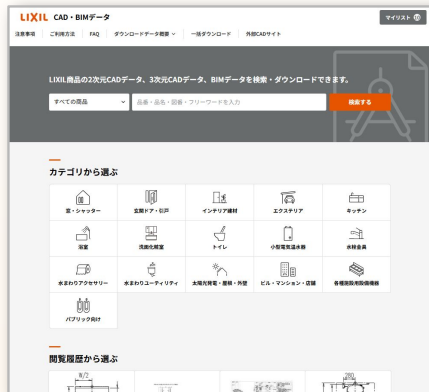 LIXIL CAD・BIMデータ
マイリスト
注意事項 ご利用方法 FAQ ダウンロードデータ概要 一括ダウンロード 外部CADサイト
LIXIL商品の2次元CADデータ、3次元CADデータ、BIMデータを検索・ダウンロードできます。
すべての商品 品番・品名・図番・フリーワードを入力 検索する
カテゴリから選ぶ
窓・シャッター 玄関ドア・引戸 インテリア建材 エクステリア キッチン
浴室 洗面化粧室 トイレ 小型電気温水器 水栓金具
水まわりアクセサリー 水まわりユーティリティ 太陽光発電・屋根・外壁 ビル・マンション・店舗 各種施設用設備機器
パブリック向け
閲覧履歴から選ぶ
W/2
280